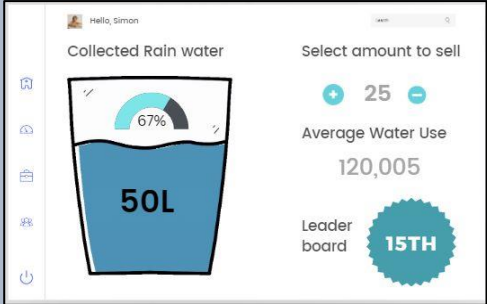 Hello, Simon
Search
Collected Rain water
Select amount to sell
67%
25
Average Water Use
120,005
50L
Leader
board
15TH